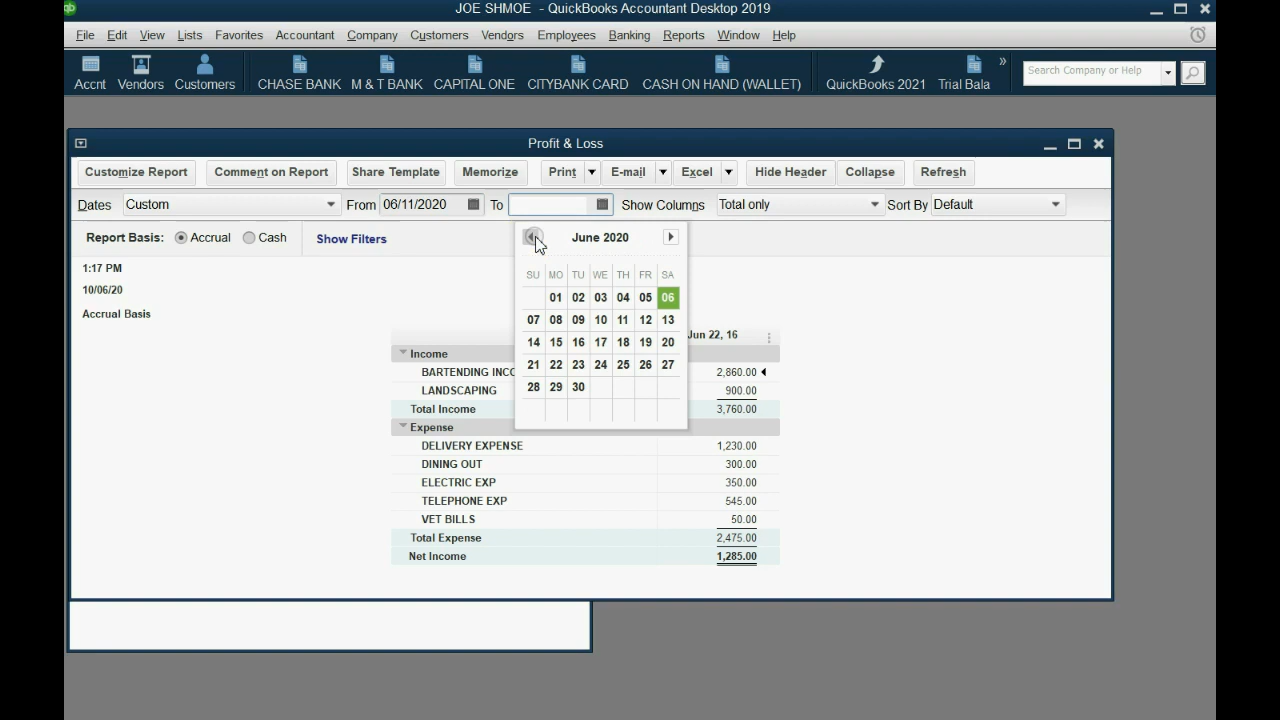 qb JOE SHMOE - QuickBooks Accountant Desktop 2019
File Edit View Lists Favorites Accountant Company Customers Vendors Employees Banking Reports Window Help
Accnt Vendors Customers CHASE BANK M & T BANK CAPITAL ONE CITYBANK CARD CASH ON HAND (WALLET) QuickBooks 2021 Trial Bala » Search Company or Help
Profit & Loss
Customize Report Comment on Report Share Template Memorize Print E-mail Excel Hide Header Collapse Refresh
Dates Custom From 06/11/2020 To Show Columns Total only Sort By Default
Report Basis: Accrual Cash Show Filters
June 2020
SU MO TU WE TH FR SA
01 02 03 04 05 06
07 08 09 10 11 12 13
14 15 16 17 18 19 20
21 22 23 24 25 26 27
28 29 30
1:17 PM
10/06/20
Accrual Basis
Jun 22, 16
Income
BARTENDING INCO 2,860.00
LANDSCAPING 900.00
Total Income 3,760.00
Expense
DELIVERY EXPENSE 1,230.00
DINING OUT 300.00
ELECTRIC EXP 350.00
TELEPHONE EXP 545.00
VET BILLS 50.00
Total Expense 2,475.00
Net Income 1,285.00